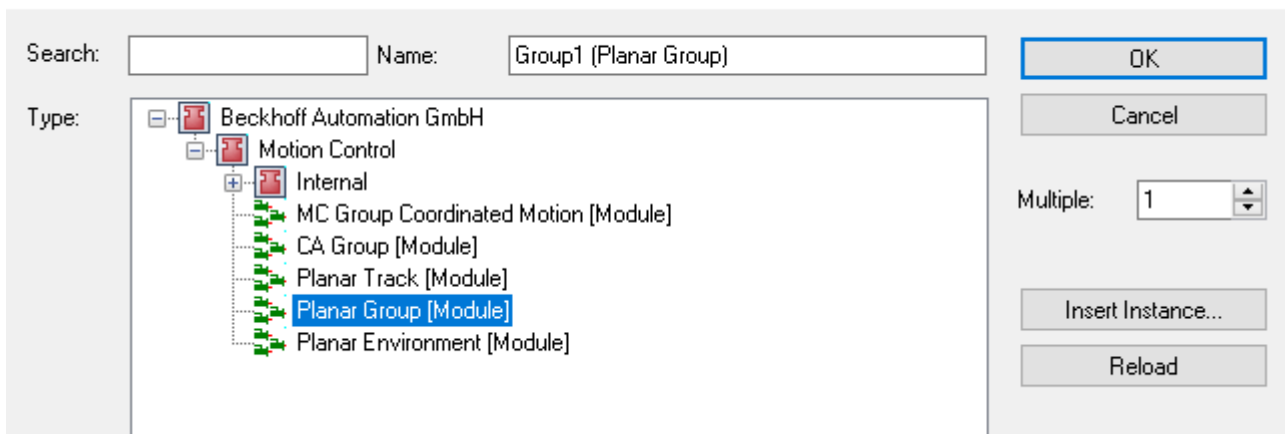 Search: Name: Group1 (Planar Group) OK
Type: Beckhoff Automation GmbH Cancel
Motion Control
Internal Multiple: 1
MC Group Coordinated Motion [Module]
CA Group [Module]
Planar Track [Module]
Planar Group [Module] Insert Instance...
Planar Environment [Module]
Reload